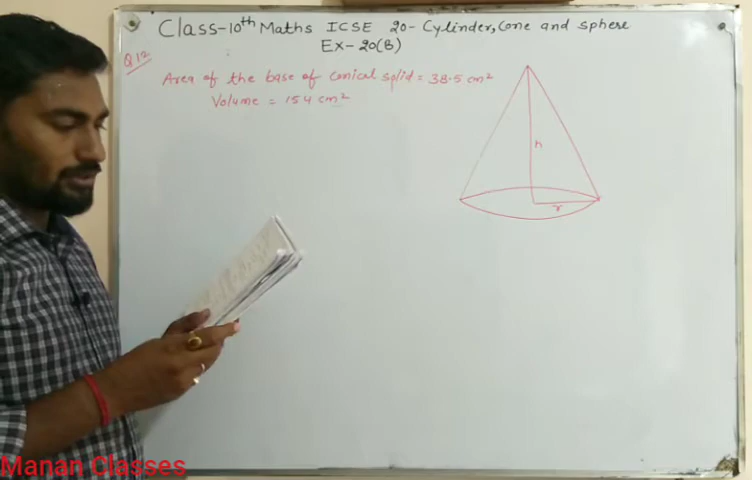 Class-10th Maths ICSE 20- Cylinder, Cone and sphere
Ex- 20(B)
Q12
Area of the base of conical solid = 38.5 cm²
Volume = 154 cm²
h
r
Manan Classes